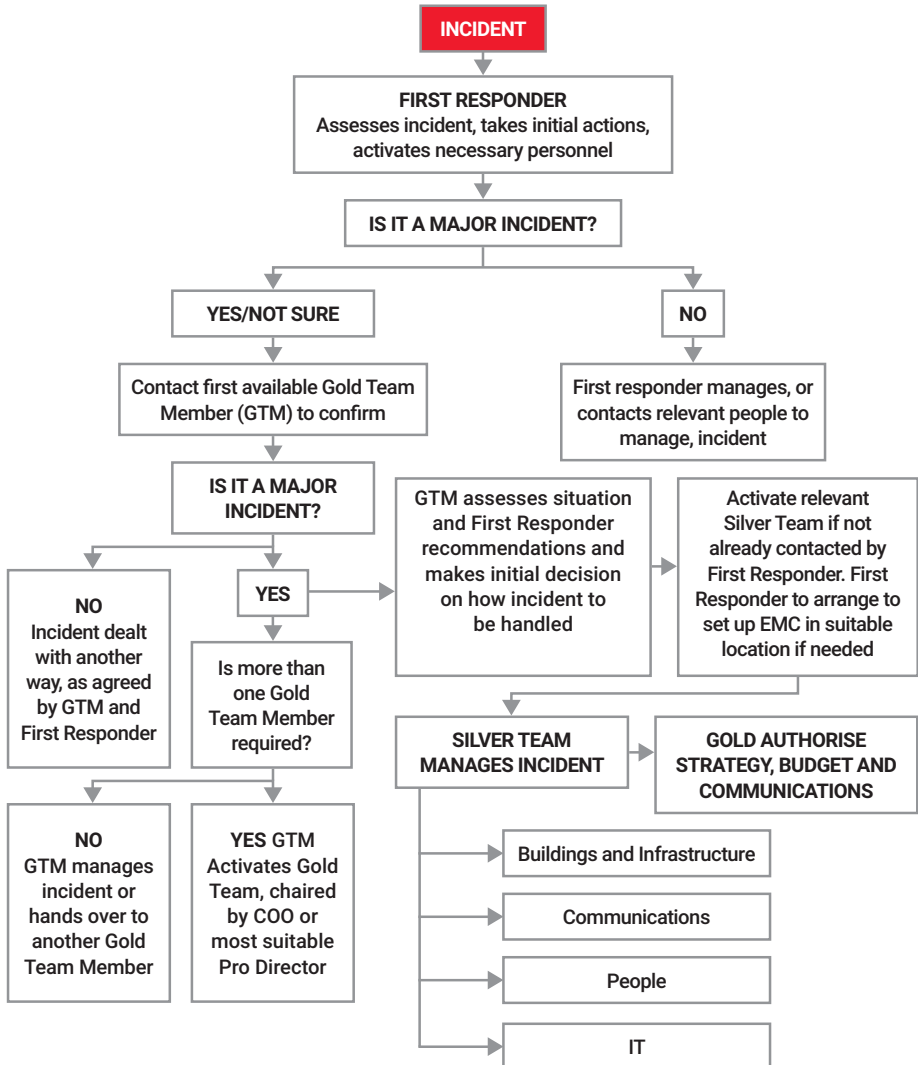 INCIDENT
FIRST RESPONDER
Assesses incident, takes initial actions,
activates necessary personnel
IS IT A MAJOR INCIDENT?
YES/NOT SURE
NO
Contact first available Gold Team
Member (GTM) to confirm
First responder manages, or
contacts relevant people to
manage, incident
IS IT A MAJOR
INCIDENT?
NO
Incident dealt
with another
way, as agreed
by GTM and
First Responder
YES
GTM assesses situation
and First Responder
recommendations and
makes initial decision
on how incident to
be handled
Activate relevant
Silver Team if not
already contacted by
First Responder. First
Responder to arrange to
set up EMC in suitable
location if needed
Is more than
one Gold
Team Member
required?
NO
GTM manages
incident or
hands over to
another Gold
Team Member
YES GTM
Activates Gold
Team, chaired
by COO or
most suitable
Pro Director
SILVER TEAM
MANAGES INCIDENT
GOLD AUTHORISE
STRATEGY, BUDGET AND
COMMUNICATIONS
Buildings and Infrastructure
Communications
People
IT